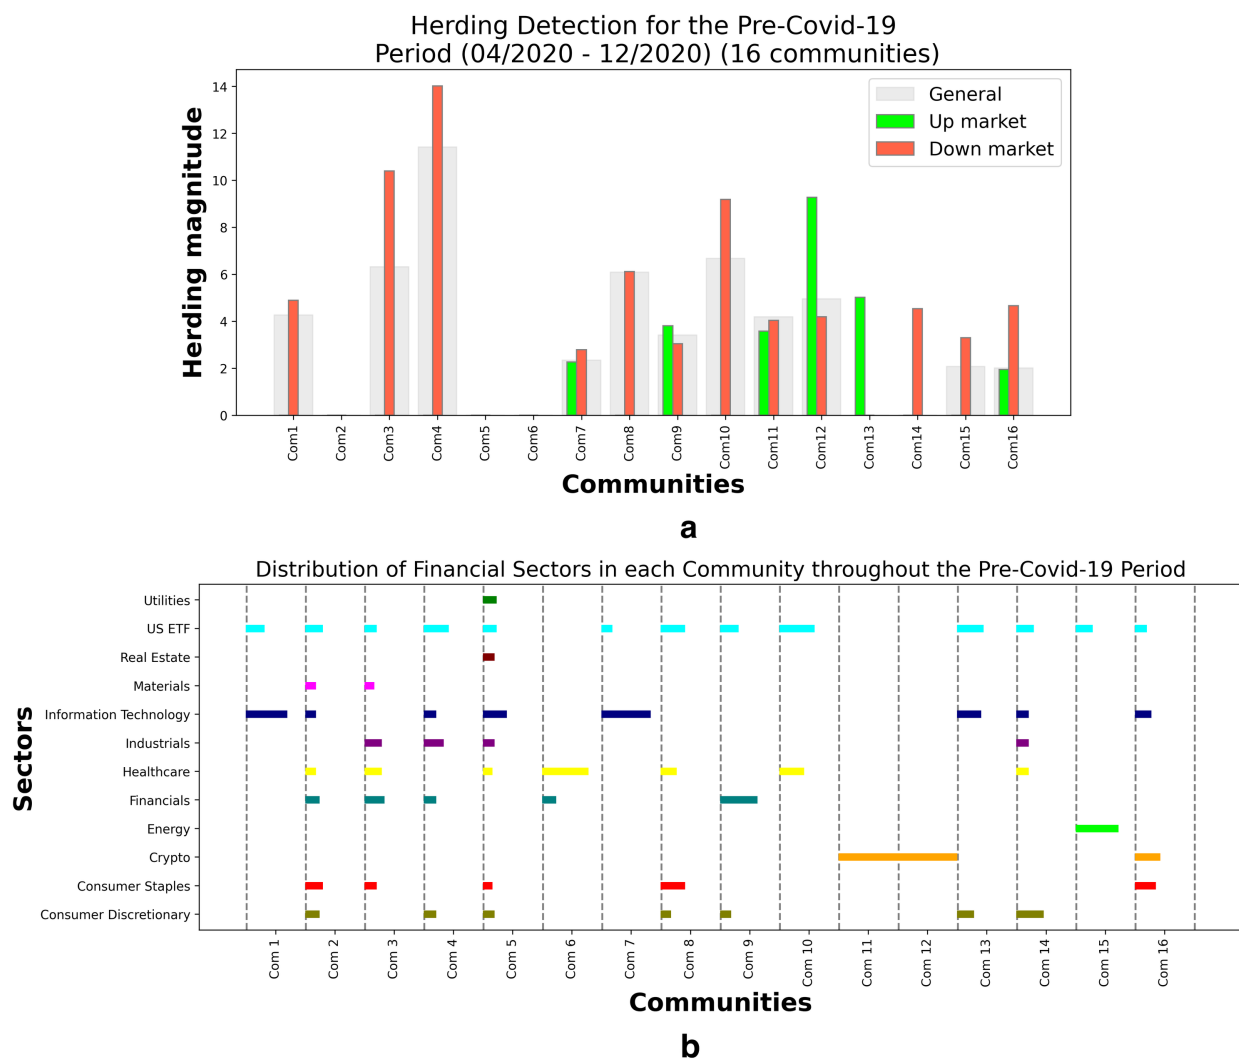 Herding Detection for the Pre-Covid-19
Period (04/2020 - 12/2020) (16 communities)
Herding magnitude
14
12
10
8
6
4
2
0
General
Up market
Down market
Com1
Com2
Com3
Com4
Com5
Com6
Com7
Com8
Com9
Com10
Com11
Com12
Com13
Com14
Com15
Com16
Communities
a
Distribution of Financial Sectors in each Community throughout the Pre-Covid-19 Period
Sectors
Utilities
US ETF
Real Estate
Materials
Information Technology
Industrials
Healthcare
Financials
Energy
Crypto
Consumer Staples
Consumer Discretionary
Com 1
Com 2
Com 3
Com 4
Com 5
Com 6
Com 7
Com 8
Com 9
Com 10
Com 11
Com 12
Com 13
Com 14
Com 15
Com 16
Communities
b